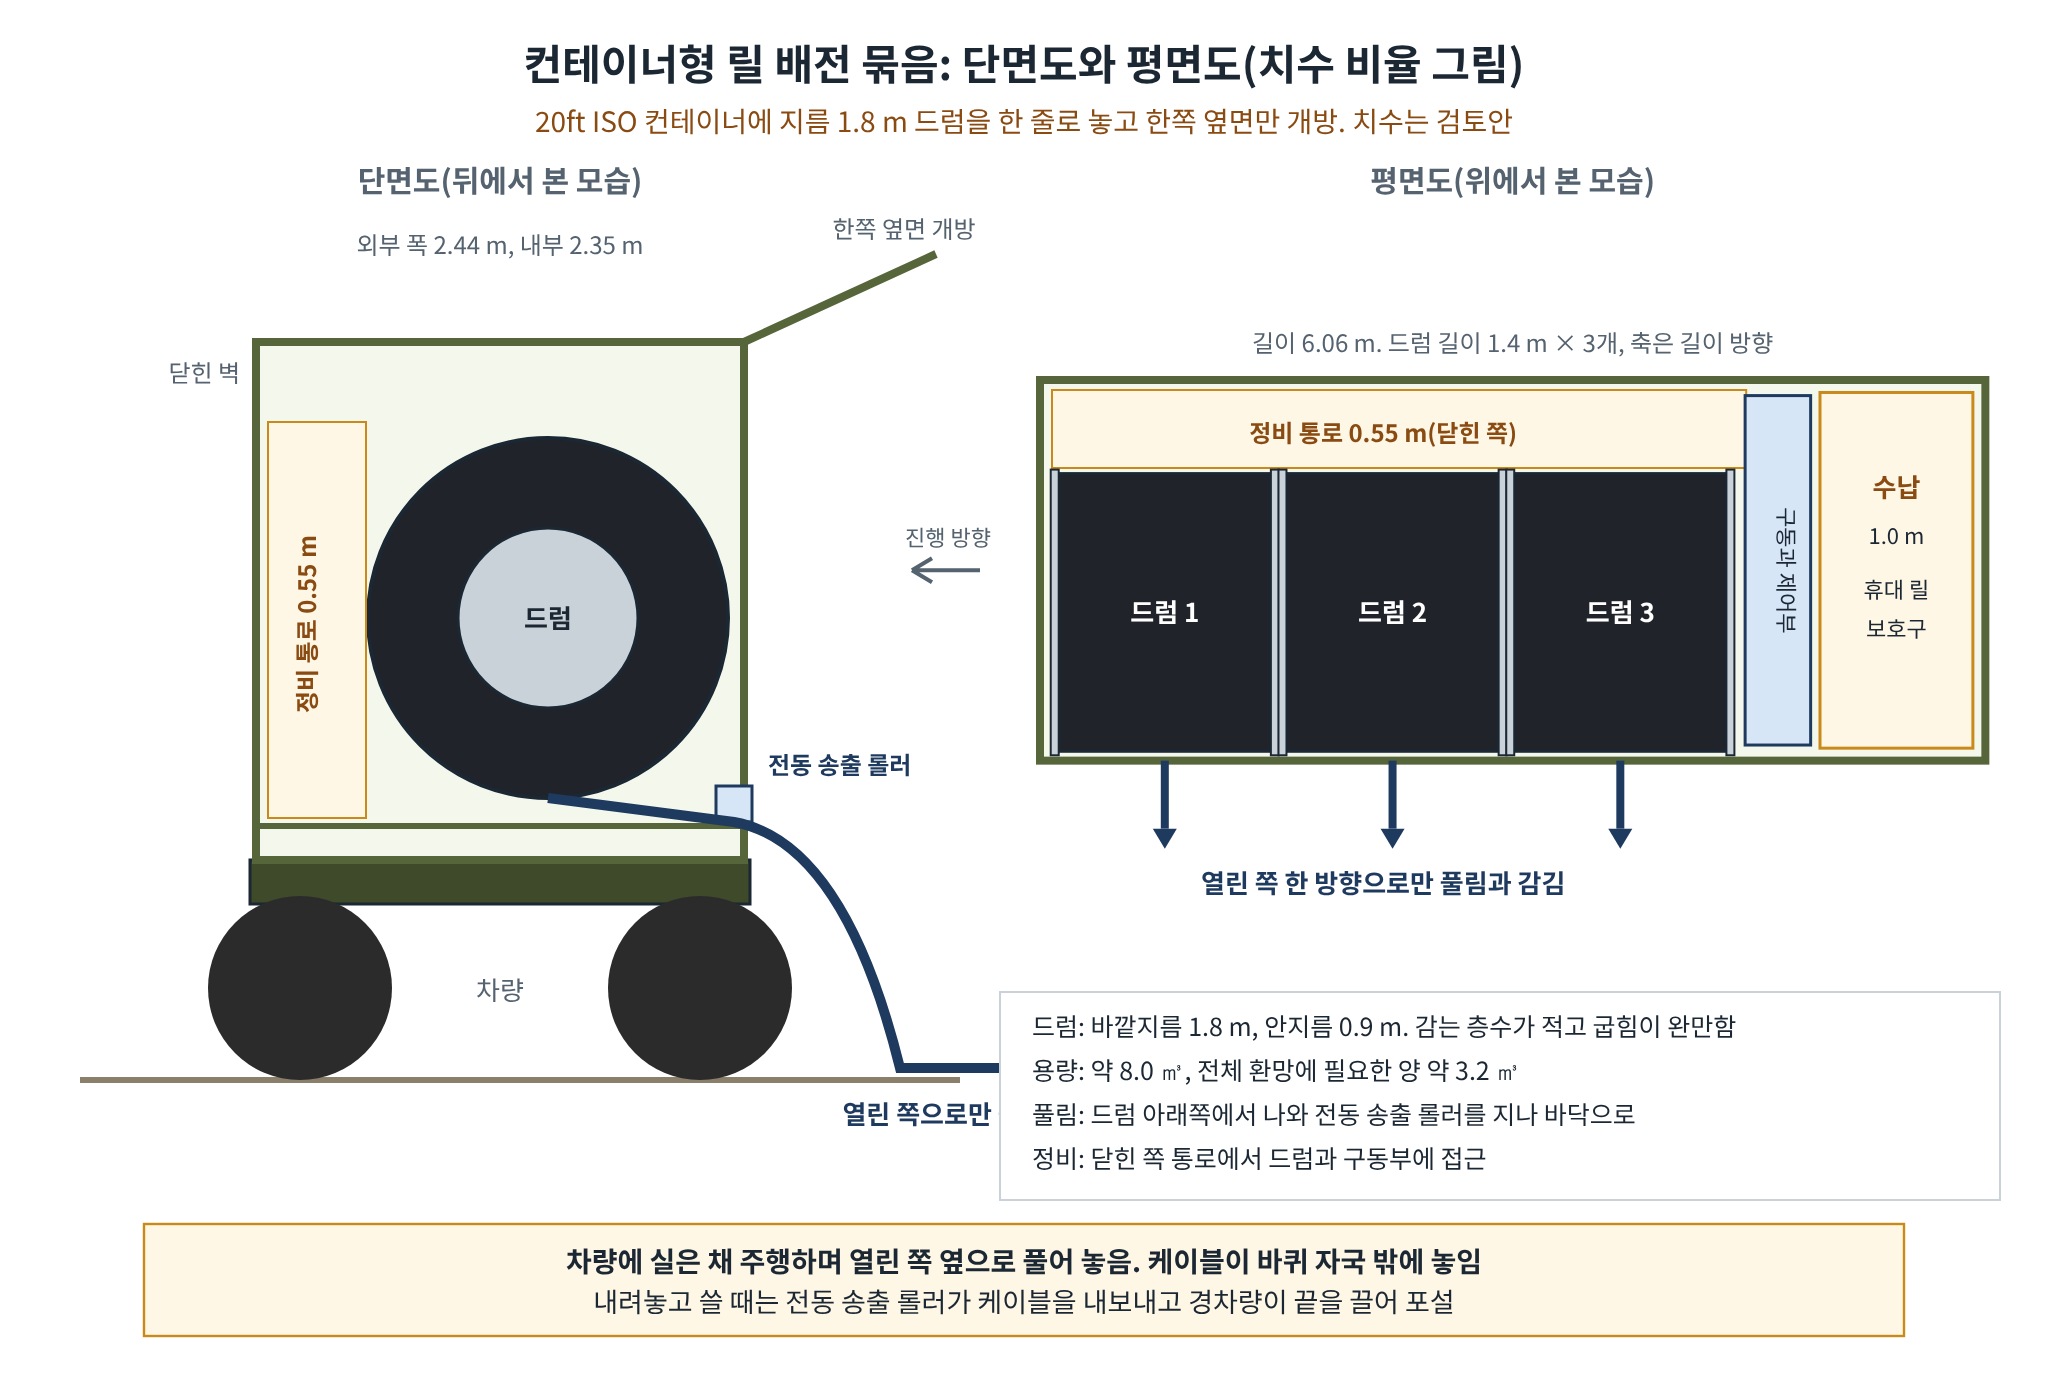 컨테이너형 릴 배전 묶음: 단면도와 평면도(치수 비율 그림)
20ft ISO 컨테이너에 지름 1.8 m 드럼을 한 줄로 놓고 한쪽 옆면만 개방. 치수는 검토안
단면도(뒤에서 본 모습)
외부 폭 2.44 m, 내부 2.35 m
한쪽 옆면 개방
닫힌 벽
정비 통로 0.55 m
드럼
전동 송출 롤러
차량
열린 쪽으로만
평면도(위에서 본 모습)
길이 6.06 m. 드럼 길이 1.4 m × 3개, 축은 길이 방향
진행 방향
정비 통로 0.55 m(닫힌 쪽)
드럼 1
드럼 2
드럼 3
구동과 제어부
수납
1.0 m
휴대 릴
보호구
열린 쪽 한 방향으로만 풀림과 감김
드럼: 바깥지름 1.8 m, 안지름 0.9 m. 감는 층수가 적고 굽힘이 완만함
용량: 약 8.0 ㎥, 전체 환망에 필요한 양 약 3.2 ㎥
풀림: 드럼 아래쪽에서 나와 전동 송출 롤러를 지나 바닥으로
정비: 닫힌 쪽 통로에서 드럼과 구동부에 접근
차량에 실은 채 주행하며 열린 쪽 옆으로 풀어 놓음. 케이블이 바퀴 자국 밖에 놓임
내려놓고 쓸 때는 전동 송출 롤러가 케이블을 내보내고 경차량이 끝을 끌어 포설